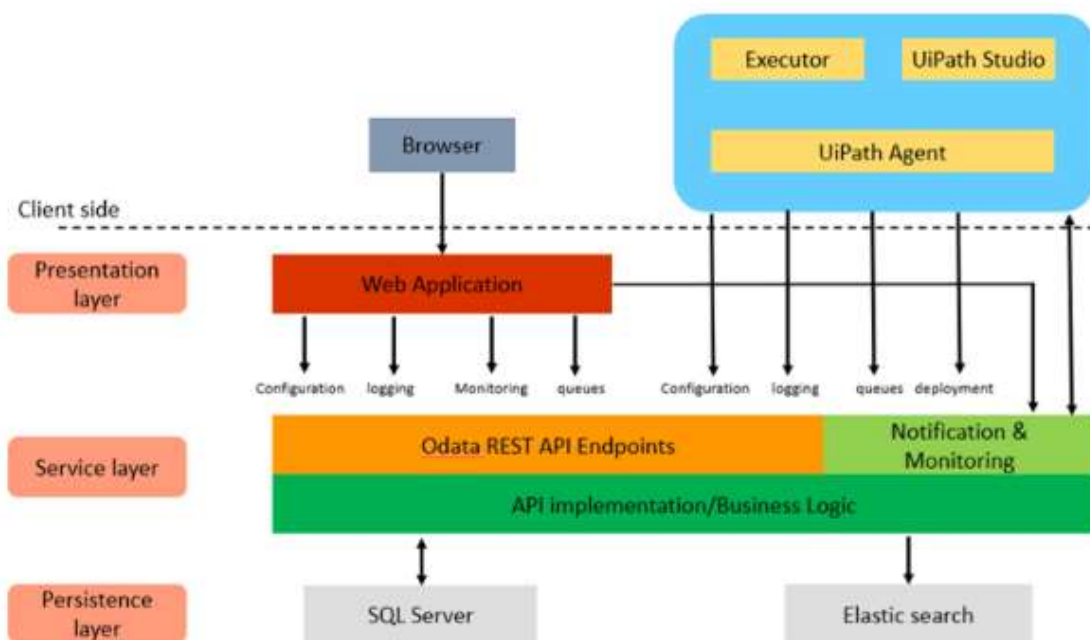 Executor
UiPath Studio
Browser
UiPath Agent
Client side
Presentation
layer
Web Application
Configuration
logging
Monitoring
queues
Configuration
logging
queues
deployment
Service layer
Odata REST API Endpoints
Notification &
Monitoring
API implementation/Business Logic
Persistence
layer
SQL Server
Elastic search